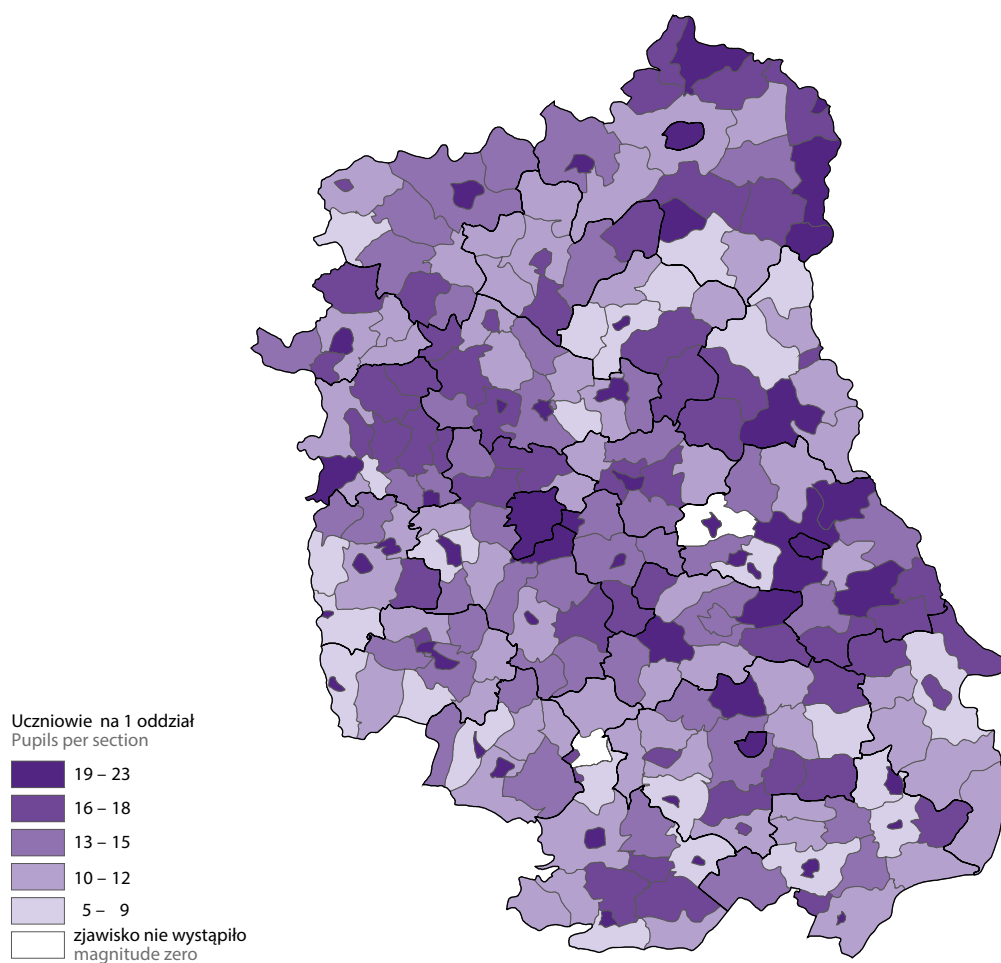 Uczniowie na 1 oddział
Pupils per section
19 – 23
16 – 18
13 – 15
10 – 12
5 – 9
zjawisko nie wystąpiło
magnitude zero